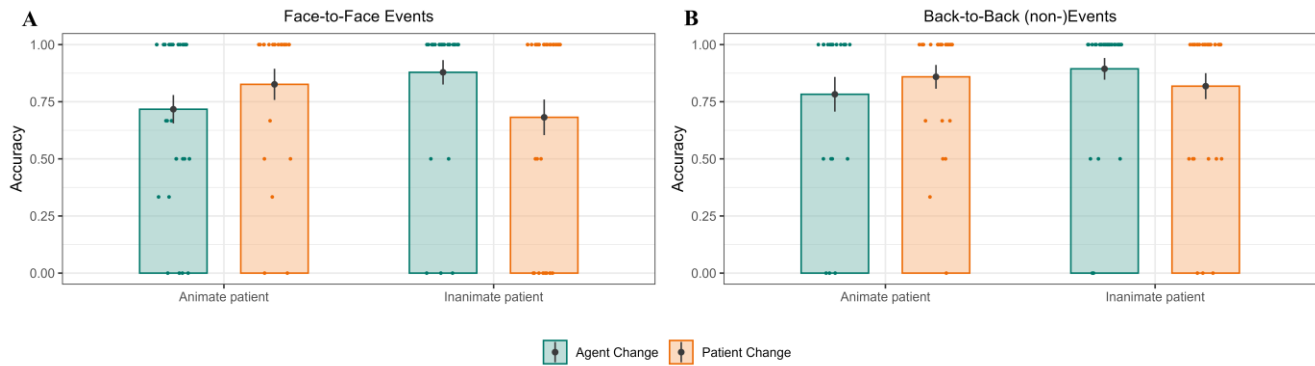 A
Face-to-Face Events
Accuracy
1.00
0.75
0.50
0.25
0.00
Animate patient
Inanimate patient
B
Back-to-Back (non-)Events
Accuracy
1.00
0.75
0.50
0.25
0.00
Animate patient
Inanimate patient
Agent Change
Patient Change